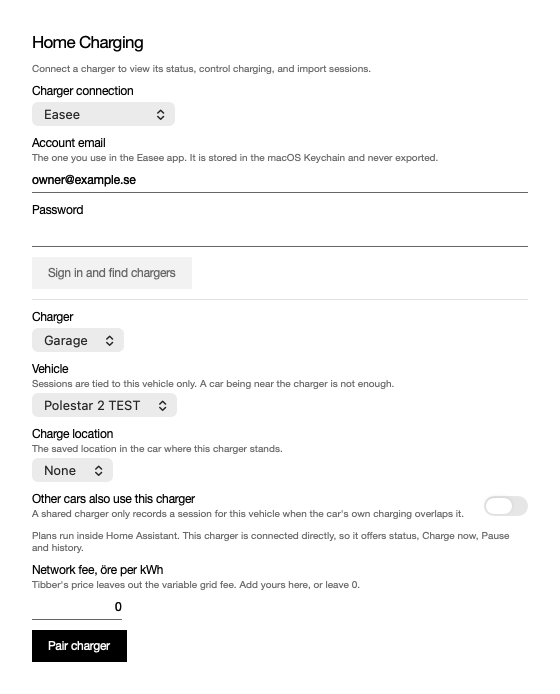 Home Charging
Connect a charger to view its status, control charging, and import sessions.
Charger connection
Easee
Account email
The one you use in the Easee app. It is stored in the macOS Keychain and never exported.
owner@example.se
Password
Sign in and find chargers
Charger
Garage
Vehicle
Sessions are tied to this vehicle only. A car being near the charger is not enough.
Polestar 2 TEST
Charge location
The saved location in the car where this charger stands.
None
Other cars also use this charger
A shared charger only records a session for this vehicle when the car's own charging overlaps it.
Plans run inside Home Assistant. This charger is connected directly, so it offers status, Charge now, Pause
and history.
Network fee, öre per kWh
Tibber's price leaves out the variable grid fee. Add yours here, or leave 0.
0
Pair charger